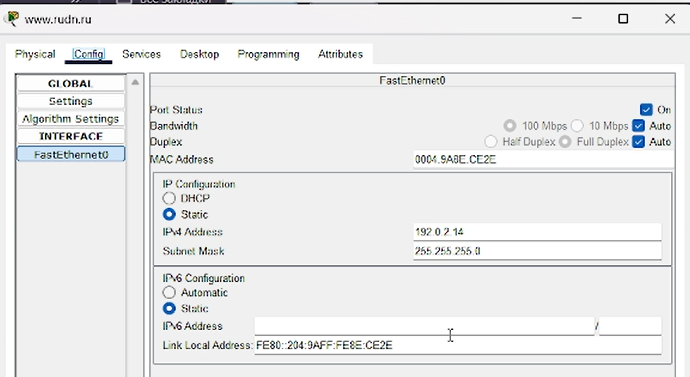 все закладки
www.rudn.ru
Physical Config Services Desktop Programming Attributes
GLOBAL
Settings
Algorithm Settings
INTERFACE
FastEthernet0
FastEthernet0
Port Status On
Bandwidth 100 Mbps 10 Mbps Auto
Duplex Half Duplex Full Duplex Auto
MAC Address 0004.9A8E.CE2E
IP Configuration
DHCP
Static
IPv4 Address 192.0.2.14
Subnet Mask 255.255.255.0
IPv6 Configuration
Automatic
Static
IPv6 Address /
Link Local Address: FE80::204:9AFF:FE8E:CE2E